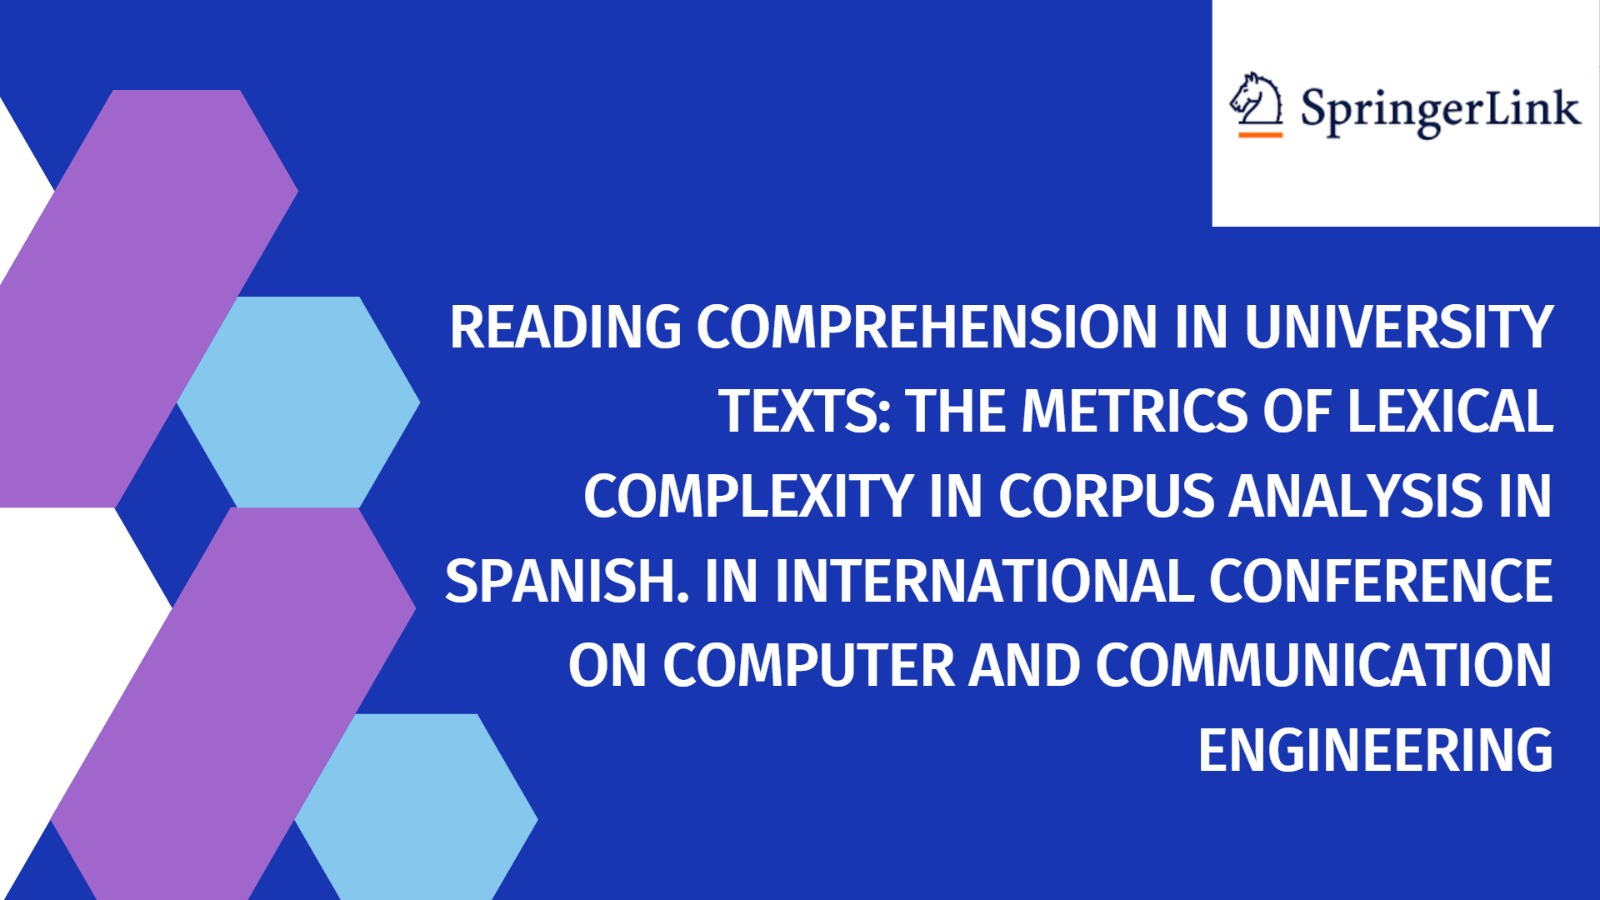 SpringerLink
READING COMPREHENSION IN UNIVERSITY
TEXTS: THE METRICS OF LEXICAL
COMPLEXITY IN CORPUS ANALYSIS IN
SPANISH. IN INTERNATIONAL CONFERENCE
ON COMPUTER AND COMMUNICATION
ENGINEERING